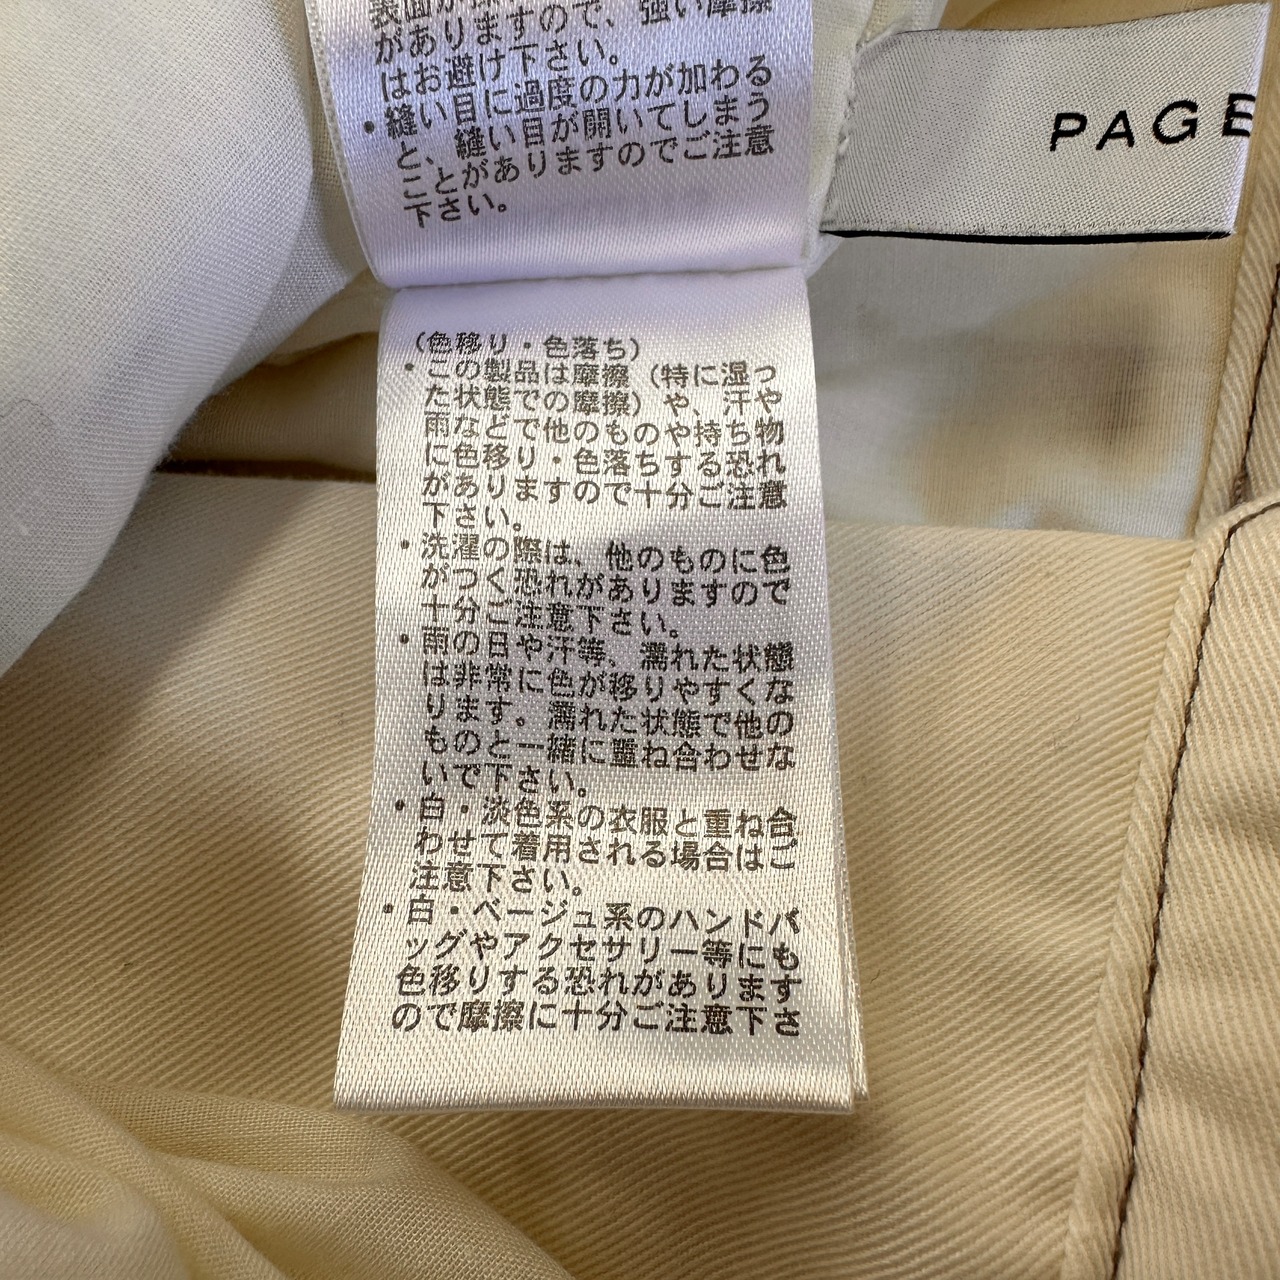 がありますので、強い摩擦
はお避け下さい。
・縫い目に過度の力が加わる
と、縫い目が開いてしまう
ことがありますのでご注意
下さい。
PAGE
(色移り・色落ち)
・この製品は摩擦(特に湿っ
た状態での摩擦)や、汗や
雨などで他のものや持ち物
に色移り・色落ちする恐れ
がありますので十分ご注意
下さい。
・洗濯の際は、他のものに色
がつく恐れがありますので
十分ご注意下さい。
・雨の日や汗等、濡れた状態
は非常に色が移りやすくな
ります。濡れた状態で他の
ものと一緒に重ね合わせな
いで下さい。
・白・淡色系の衣服と重ね合
わせて着用される場合はご
注意下さい。
・白・ベージュ系のハンドバ
ッグやアクセサリー等にも
色移りする恐れがあります
ので摩擦に十分ご注意下さ